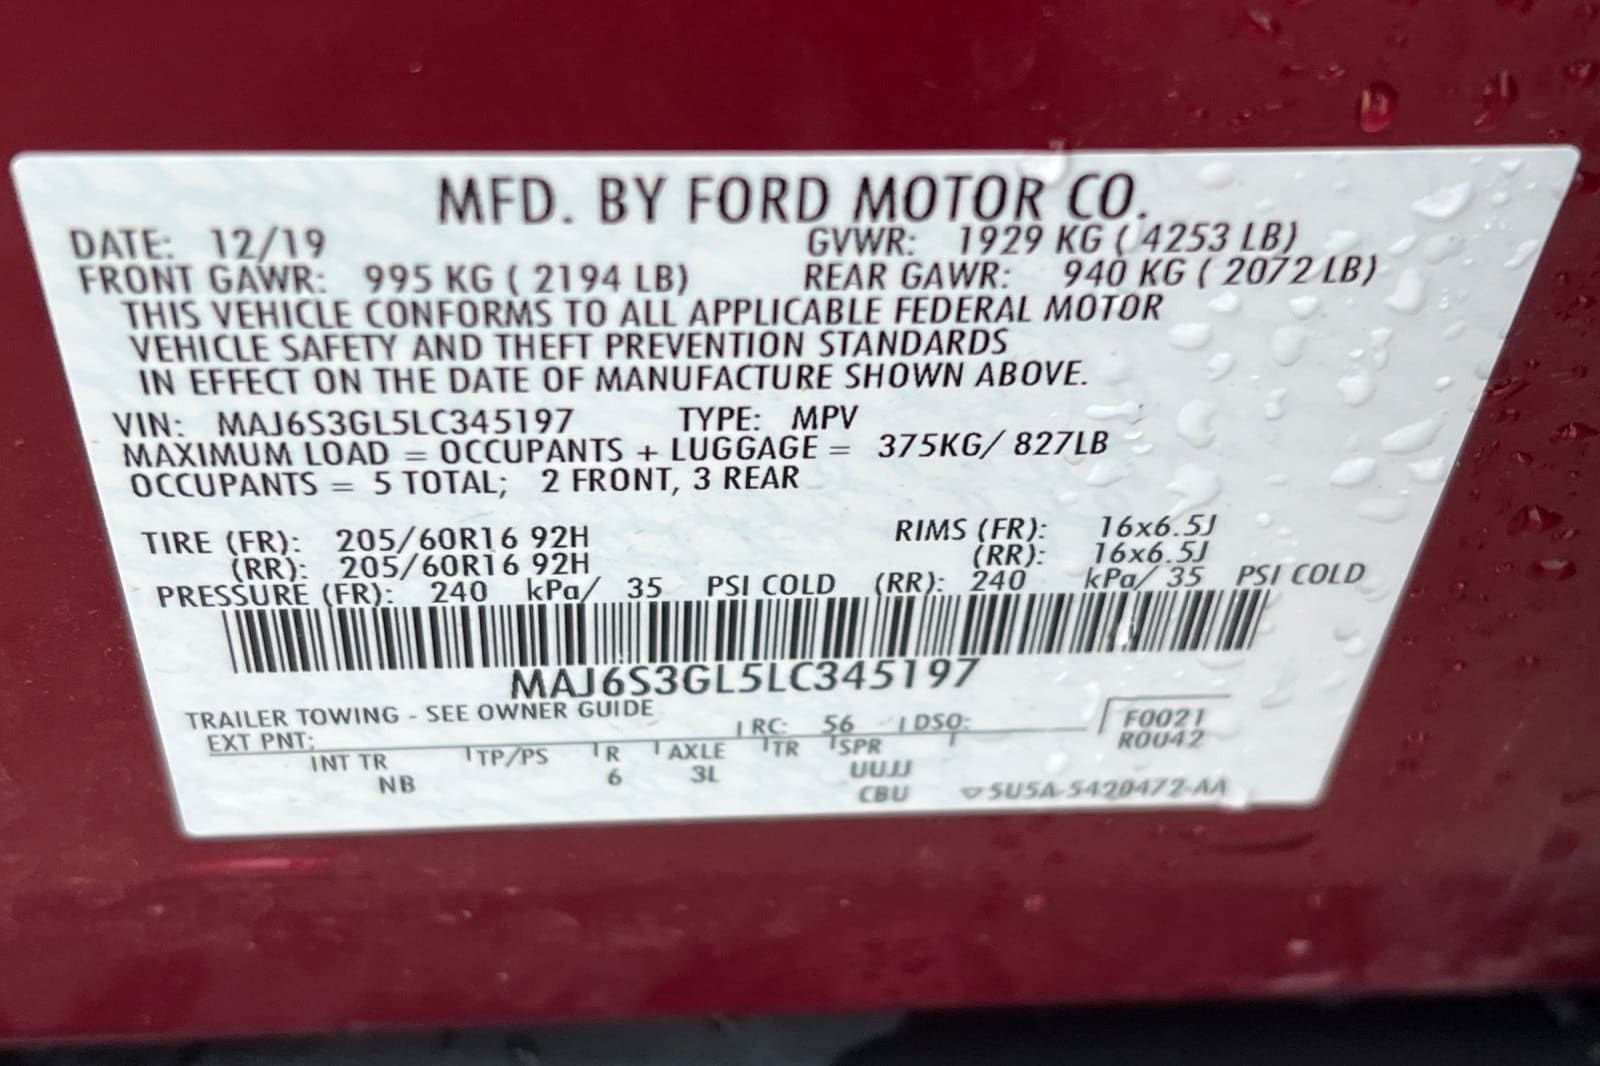 MFD. BY FORD MOTOR CO.
DATE: 12/19 GVWR: 1929 KG ( 4253 LB)
FRONT GAWR: 995 KG ( 2194 LB) REAR GAWR: 940 KG ( 2072 LB)
THIS VEHICLE CONFORMS TO ALL APPLICABLE FEDERAL MOTOR
VEHICLE SAFETY AND THEFT PREVENTION STANDARDS
IN EFFECT ON THE DATE OF MANUFACTURE SHOWN ABOVE.
VIN: MAJ6S3GL5LC345197 TYPE: MPV
MAXIMUM LOAD = OCCUPANTS + LUGGAGE = 375KG/ 827LB
OCCUPANTS = 5 TOTAL; 2 FRONT, 3 REAR
TIRE (FR): 205/60R16 92H RIMS (FR): 16x6.5J
(RR): 205/60R16 92H (RR): 16x6.5J
PRESSURE (FR): 240 kPa/ 35 PSI COLD (RR): 240 kPa/ 35 PSI COLD
MAJ6S3GL5LC345197
TRAILER TOWING - SEE OWNER GUIDE
EXT PNT: RC: 56 DSO: F0021
R0U42
INT TR TP/PS R AXLE TR SPR
NB 6 3L UUJJ
CBU 5U5A-5420472-AA